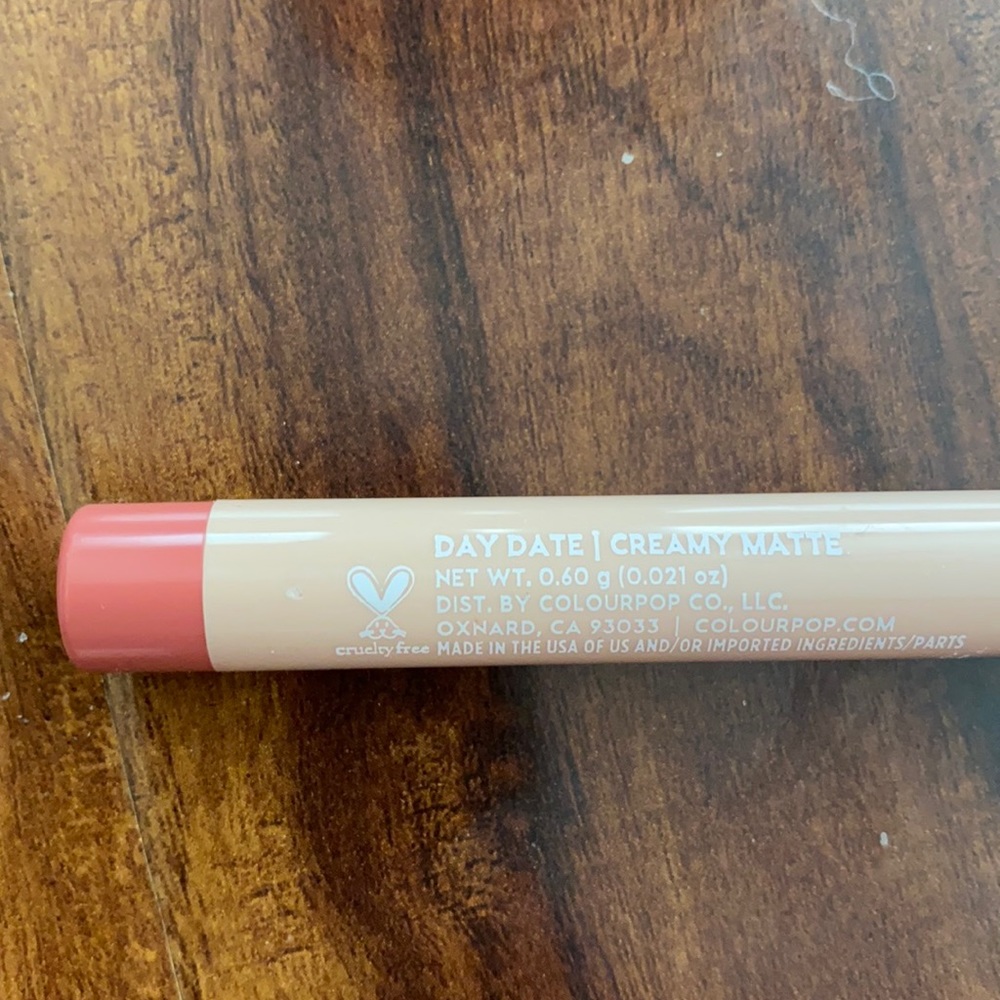 DAY DATE | CREAMY MATTE
NET WT. 0.60 g (0.021 oz)
DIST. BY COLOURPOP CO., LLC.
OXNARD, CA 93033 | COLOURPOP.COM
cruelty free
MADE IN THE USA OF US AND/OR IMPORTED INGREDIENTS/PARTS